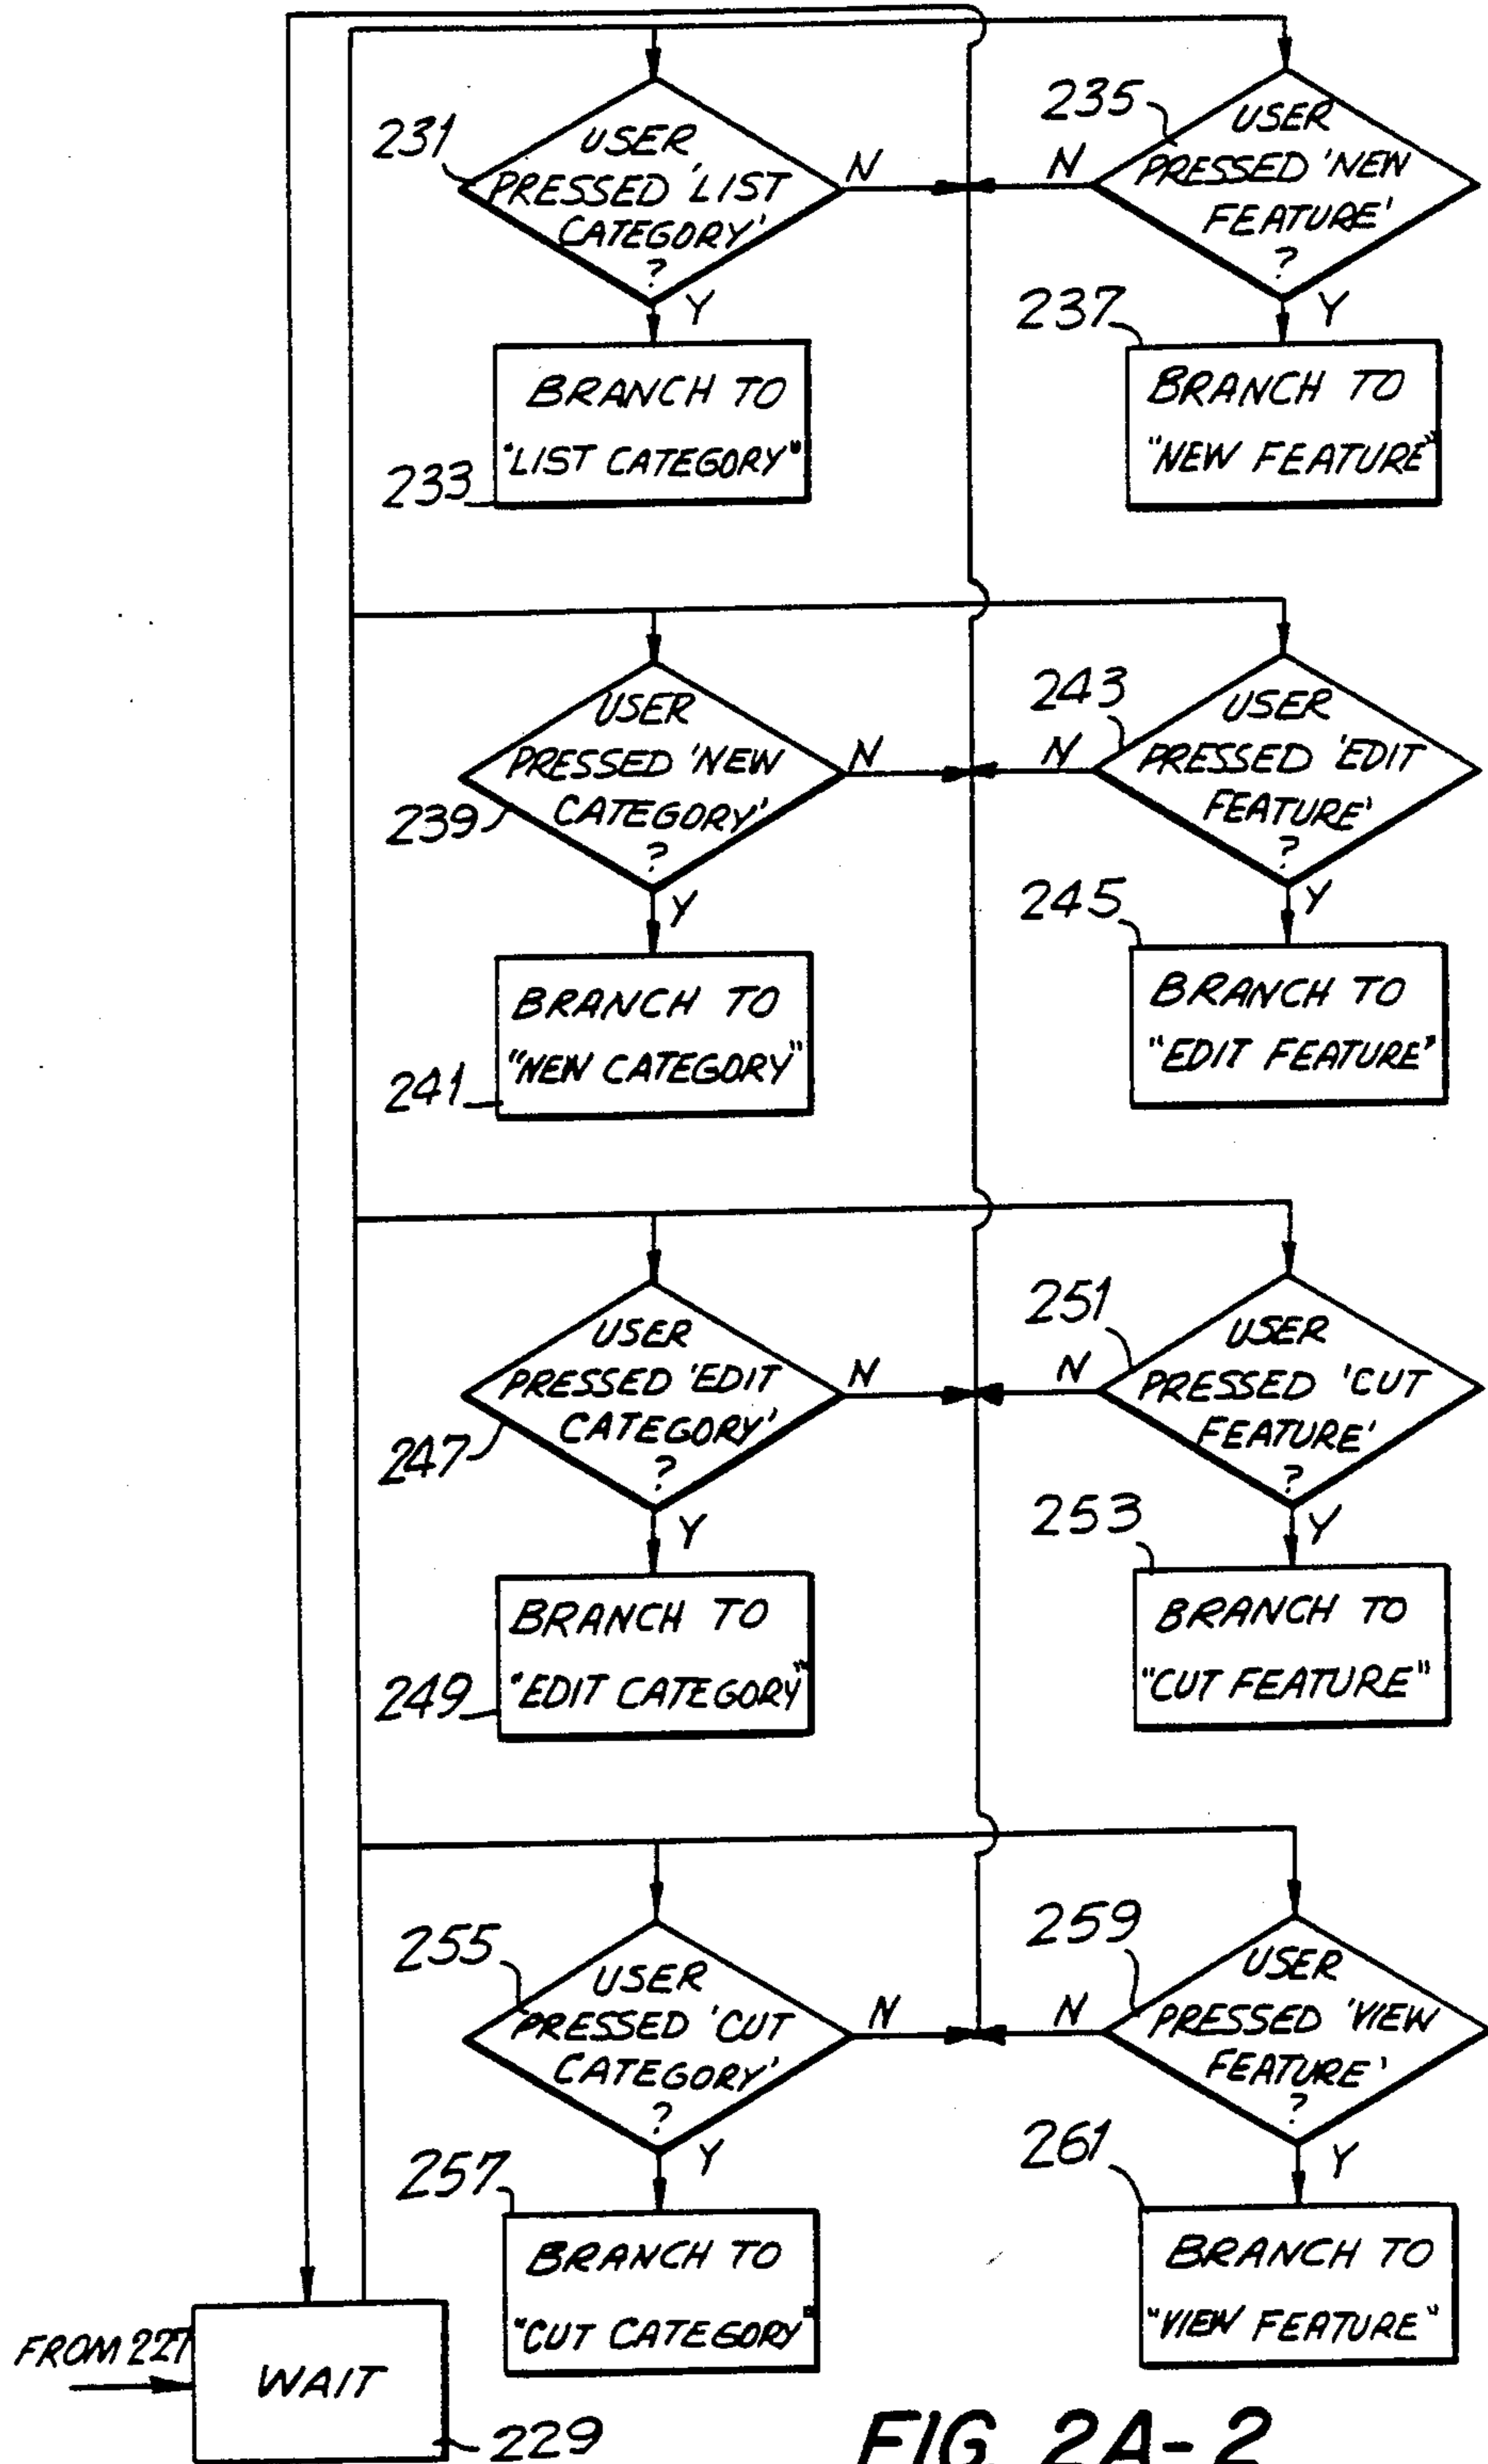 231
USER
PRESSED 'LIST
CATEGORY'
?
N
Y
235
USER
PRESSED 'NEW
FEATURE'
?
N
Y
BRANCH TO
"LIST CATEGORY"
233
237
BRANCH TO
"NEW FEATURE"
USER
PRESSED 'NEW
CATEGORY'
?
239
N
Y
243
USER
PRESSED 'EDIT
FEATURE'
?
N
Y
BRANCH TO
"NEW CATEGORY"
241
245
BRANCH TO
"EDIT FEATURE"
USER
PRESSED 'EDIT
CATEGORY'
?
247
N
Y
251
USER
PRESSED 'CUT
FEATURE'
?
N
Y
BRANCH TO
"EDIT CATEGORY"
249
253
BRANCH TO
"CUT FEATURE"
255
USER
PRESSED 'CUT
CATEGORY'
?
N
Y
259
USER
PRESSED 'VIEW
FEATURE'
?
N
Y
257
BRANCH TO
"CUT CATEGORY"
261
BRANCH TO
"VIEW FEATURE"
FROM 227
WAIT
229
FIG. 2A-2